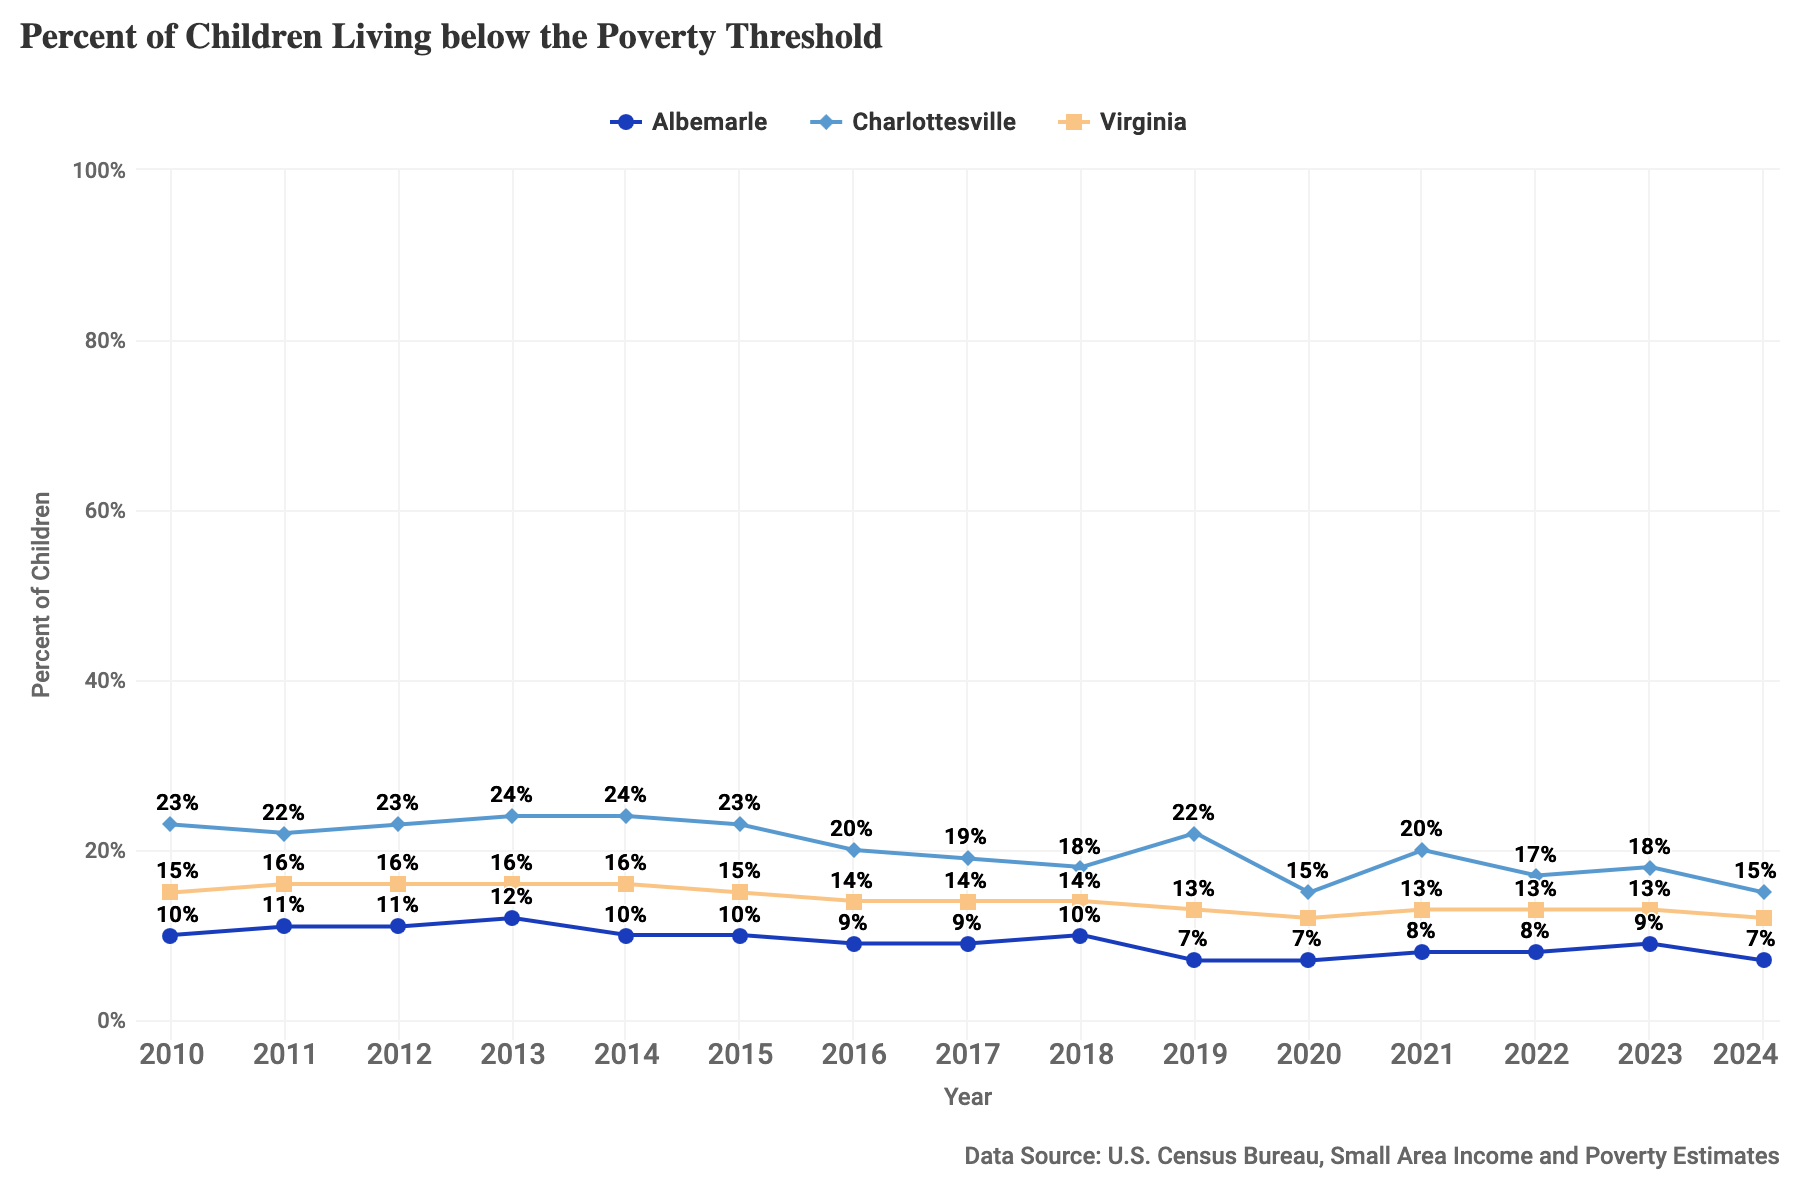 Percent of Children Living below the Poverty Threshold
Albemarle Charlottesville Virginia
100%
80%
60%
40%
20%
0%
Percent of Children
23% 22% 23% 24% 24% 23% 20% 19% 18% 22% 15% 20% 17% 18% 15%
15% 16% 16% 16% 16% 15% 14% 14% 14% 13% 13% 13% 13%
10% 11% 11% 12% 10% 10% 9% 9% 10% 7% 7% 8% 8% 9% 7%
2010 2011 2012 2013 2014 2015 2016 2017 2018 2019 2020 2021 2022 2023 2024
Year
Data Source: U.S. Census Bureau, Small Area Income and Poverty Estimates